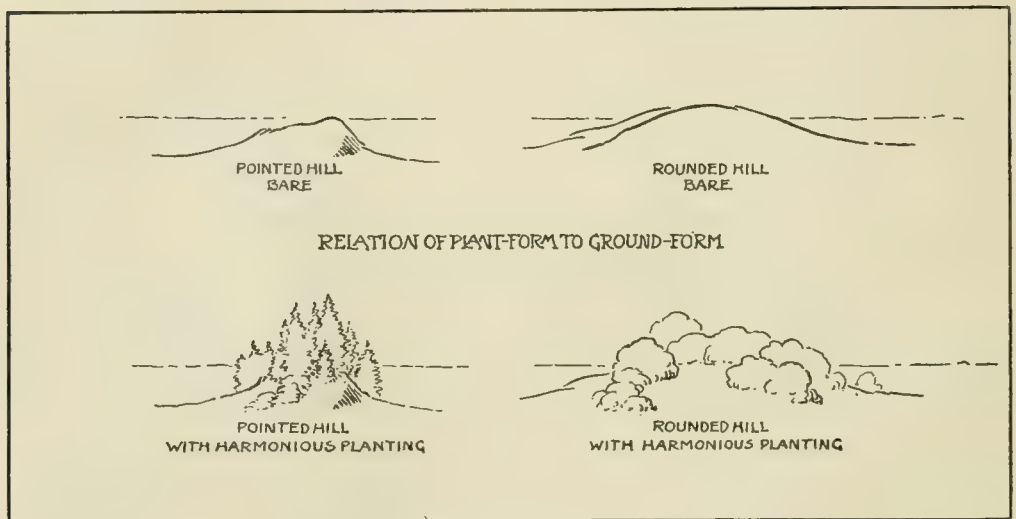 POINTED HILL
BARE
ROUNDED HILL
BARE
RELATION OF PLANT-FORM TO GROUND-FORM
POINTED HILL
WITH HARMONIOUS PLANTING
ROUNDED HILL
WITH HARMONIOUS PLANTING